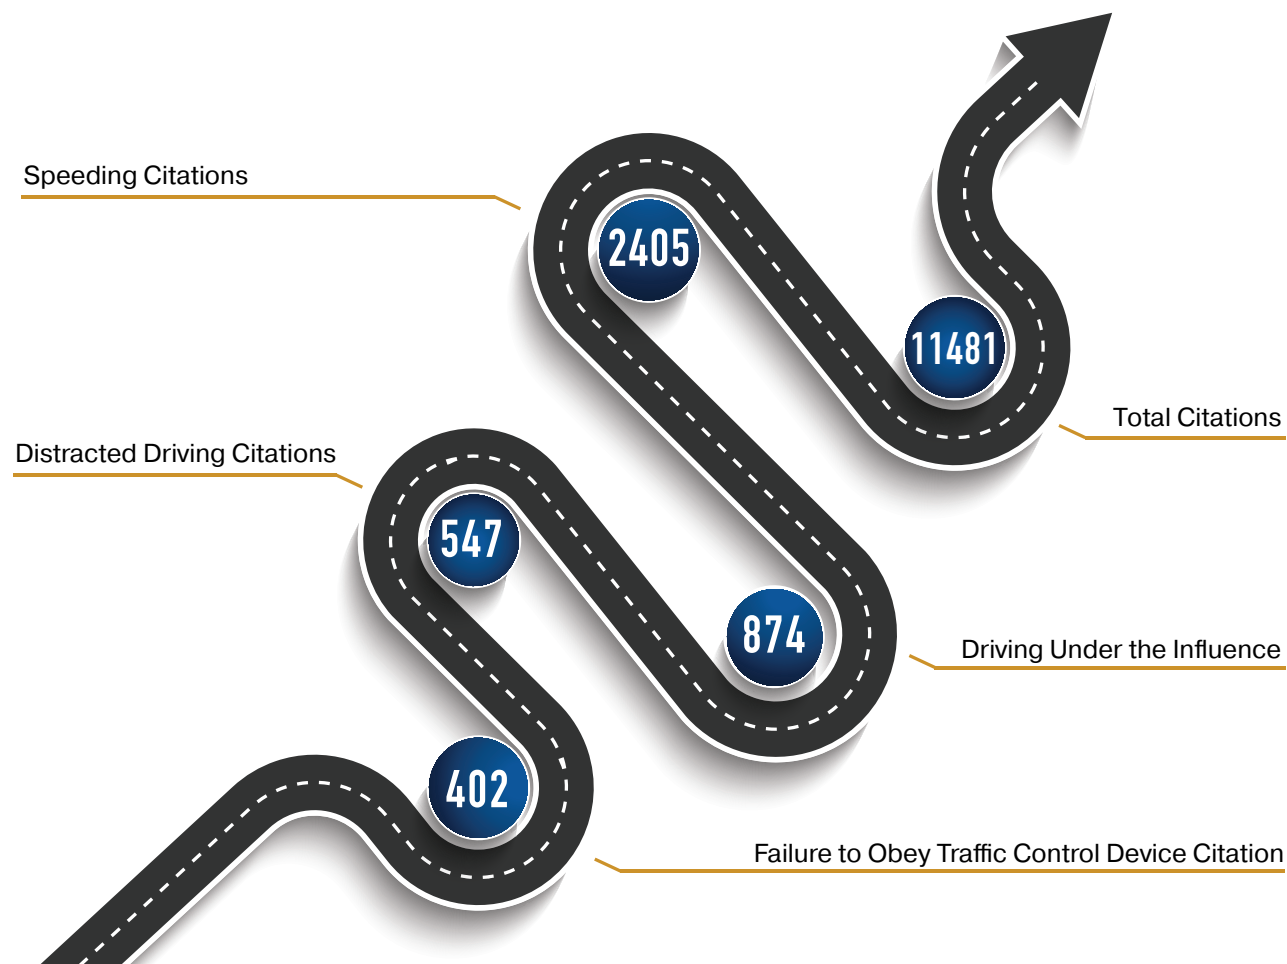 Speeding Citations
2405
11481
Total Citations
Distracted Driving Citations
547
874
Driving Under the Influence
402
Failure to Obey Traffic Control Device Citation